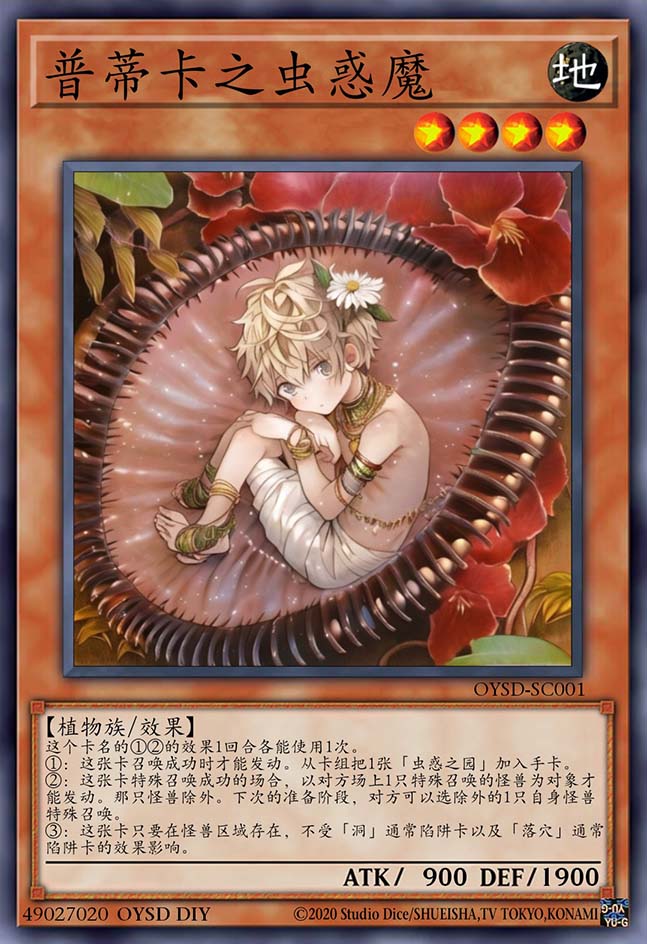 普蒂卡之虫惑魔
地
OYSD-SC001
【植物族/效果】
这个卡名的①②的效果1回合各能使用1次。
①：这张卡召唤成功时才能发动。从卡组把1张「虫惑之园」加入手卡。
②：这张卡特殊召唤成功的场合，以对方场上1只特殊召唤的怪兽为对象才
能发动。那只怪兽除外。下次的准备阶段，对方可以选除外的1只自身怪兽
特殊召唤。
③：这张卡只要在怪兽区域存在，不受「洞」通常陷阱卡以及「落穴」通常
陷阱卡的效果影响。
ATK/ 900 DEF/1900
49027020 OYSD DIY ©2020 Studio Dice/SHUEISHA,TV TOKYO,KONAMI
YU-G
YU-G